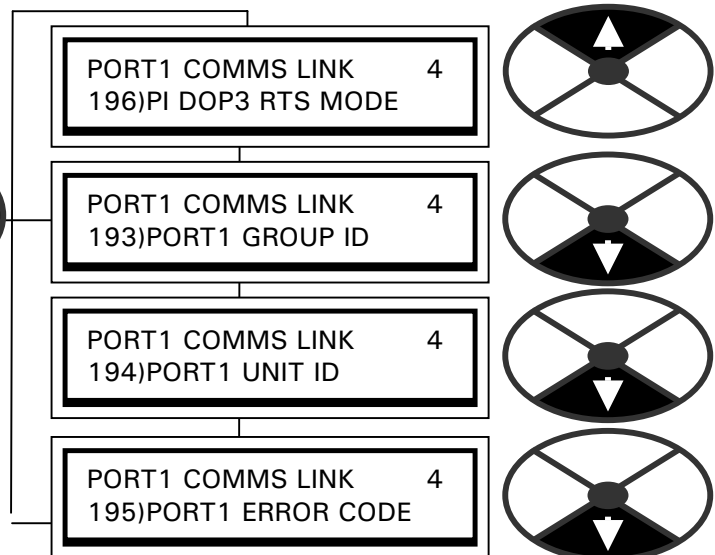 PORT1 COMMS LINK 4
196)PI DOP3 RTS MODE
PORT1 COMMS LINK 4
193)PORT1 GROUP ID
PORT1 COMMS LINK 4
194)PORT1 UNIT ID
PORT1 COMMS LINK 4
195)PORT1 ERROR CODE